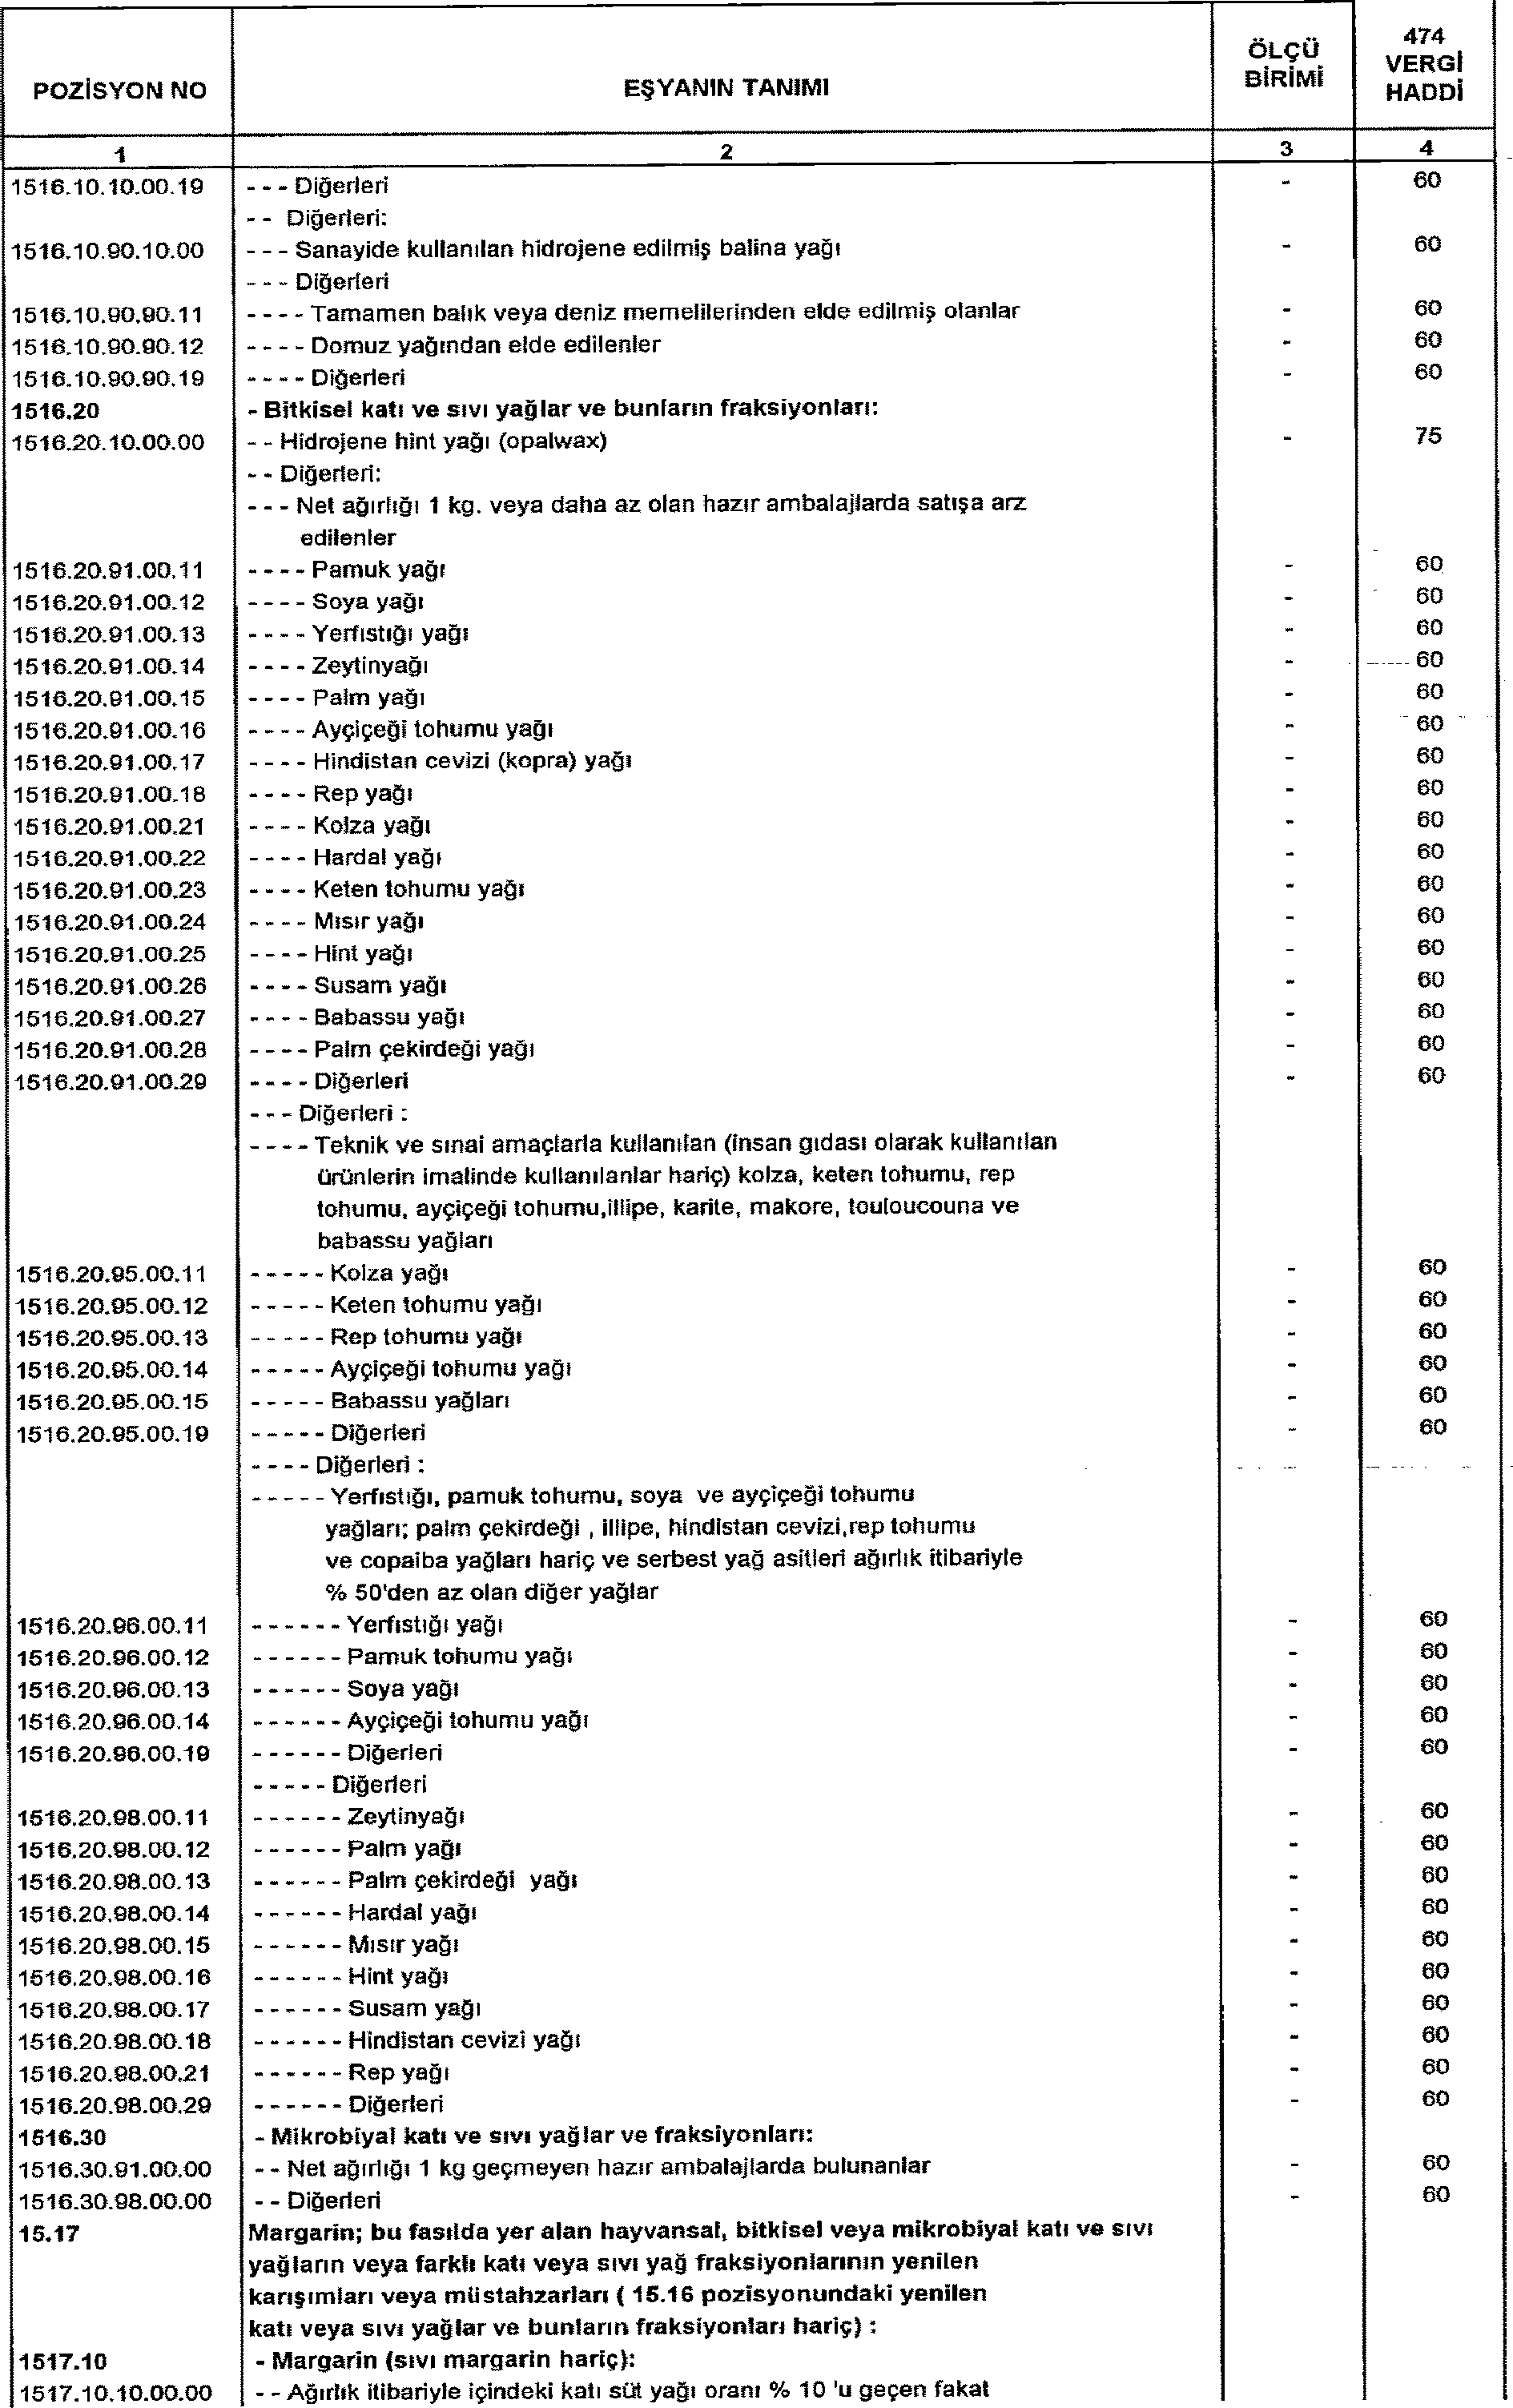 POZİSYON NO EŞYANIN TANIMI ÖLÇÜ BİRİMİ 474 VERGİ HADDİ
1 2 3 4
1516.10.10.00.19 - - - Diğerleri - 60
- - Diğerleri:
1516.10.90.10.00 - - - Sanayide kullanılan hidrojene edilmiş balina yağı - 60
- - - Diğerleri
1516.10.90.90.11 - - - - Tamamen balık veya deniz memelilerinden elde edilmiş olanlar - 60
1516.10.90.90.12 - - - - Domuz yağından elde edilenler - 60
1516.10.90.90.19 - - - - Diğerleri - 60
1516.20 - Bitkisel katı ve sıvı yağlar ve bunların fraksiyonları:
1516.20.10.00.00 - - Hidrojene hint yağı (opalwax) - 75
- - Diğerleri:
- - - Net ağırlığı 1 kg. veya daha az olan hazır ambalajlarda satışa arz
edilenler
1516.20.91.00.11 - - - - Pamuk yağı - 60
1516.20.91.00.12 - - - - Soya yağı - 60
1516.20.91.00.13 - - - - Yerfıstığı yağı - 60
1516.20.91.00.14 - - - - Zeytinyağı - 60
1516.20.91.00.15 - - - - Palm yağı - 60
1516.20.91.00.16 - - - - Ayçiçeği tohumu yağı - 60
1516.20.91.00.17 - - - - Hindistan cevizi (kopra) yağı - 60
1516.20.91.00.18 - - - - Rep yağı - 60
1516.20.91.00.21 - - - - Kolza yağı - 60
1516.20.91.00.22 - - - - Hardal yağı - 60
1516.20.91.00.23 - - - - Keten tohumu yağı - 60
1516.20.91.00.24 - - - - Mısır yağı - 60
1516.20.91.00.25 - - - - Hint yağı - 60
1516.20.91.00.26 - - - - Susam yağı - 60
1516.20.91.00.27 - - - - Babassu yağı - 60
1516.20.91.00.28 - - - - Palm çekirdeği yağı - 60
1516.20.91.00.29 - - - - Diğerleri - 60
- - - Diğerleri :
- - - - Teknik ve sınai amaçlarla kullanılan (insan gıdası olarak kullanılan
ürünlerin imalinde kullanılanlar hariç) kolza, keten tohumu, rep
tohumu, ayçiçeği tohumu,illipe, karite, makore, touloucouna ve
babassu yağları
1516.20.95.00.11 - - - - - Kolza yağı - 60
1516.20.95.00.12 - - - - - Keten tohumu yağı - 60
1516.20.95.00.13 - - - - - Rep tohumu yağı - 60
1516.20.95.00.14 - - - - - Ayçiçeği tohumu yağı - 60
1516.20.95.00.15 - - - - - Babassu yağları - 60
1516.20.95.00.19 - - - - - Diğerleri - 60
- - - - Diğerleri :
- - - - - Yerfıstığı, pamuk tohumu, soya ve ayçiçeği tohumu
yağları; palm çekirdeği , illipe, hindistan cevizi,rep tohumu
ve copaiba yağları hariç ve serbest yağ asitleri ağırlık itibariyle
% 50'den az olan diğer yağlar
1516.20.96.00.11 - - - - - - Yerfıstığı yağı - 60
1516.20.96.00.12 - - - - - - Pamuk tohumu yağı - 60
1516.20.96.00.13 - - - - - - Soya yağı - 60
1516.20.96.00.14 - - - - - - Ayçiçeği tohumu yağı - 60
1516.20.96.00.19 - - - - - - Diğerleri - 60
- - - - - Diğerleri
1516.20.98.00.11 - - - - - - Zeytinyağı - 60
1516.20.98.00.12 - - - - - - Palm yağı - 60
1516.20.98.00.13 - - - - - - Palm çekirdeği yağı - 60
1516.20.98.00.14 - - - - - - Hardal yağı - 60
1516.20.98.00.15 - - - - - - Mısır yağı - 60
1516.20.98.00.16 - - - - - - Hint yağı - 60
1516.20.98.00.17 - - - - - - Susam yağı - 60
1516.20.98.00.18 - - - - - - Hindistan cevizi yağı - 60
1516.20.98.00.21 - - - - - - Rep yağı - 60
1516.20.98.00.29 - - - - - - Diğerleri - 60
1516.30 - Mikrobiyal katı ve sıvı yağlar ve fraksiyonları:
1516.30.91.00.00 - - Net ağırlığı 1 kg geçmeyen hazır ambalajlarda bulunanlar - 60
1516.30.98.00.00 - - Diğerleri - 60
15.17 Margarin; bu fasılda yer alan hayvansal, bitkisel veya mikrobiyal katı ve sıvı
yağların veya farklı katı veya sıvı yağ fraksiyonlarının yenilen
karışımları veya müstahzarları ( 15.16 pozisyonundaki yenilen
katı veya sıvı yağlar ve bunların fraksiyonları hariç) :
1517.10 - Margarin (sıvı margarin hariç):
1517.10.10.00.00 - - Ağırlık itibariyle içindeki katı süt yağı oranı % 10 'u geçen fakat